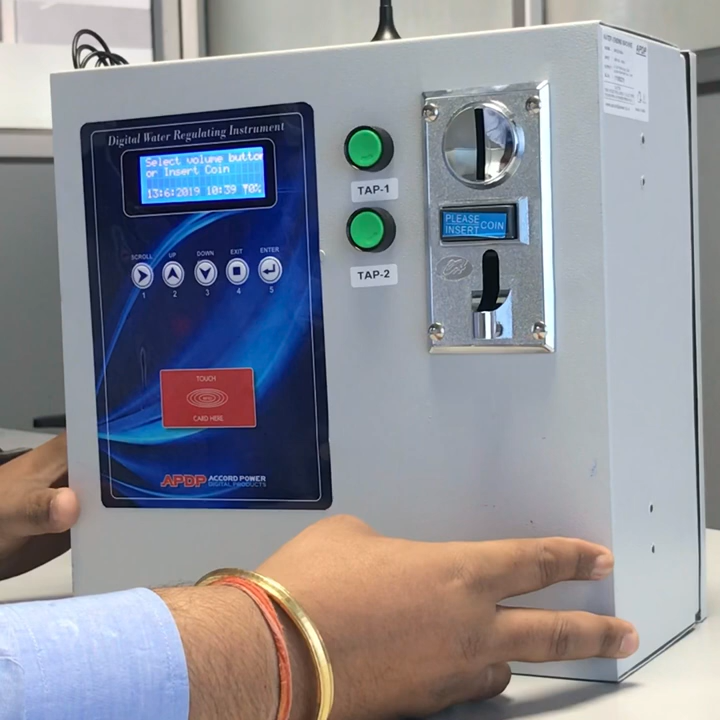 Digital Water Regulating Instrument
Select volume button
or Insert Coin
13:6:2019 10:39
SCROLL UP DOWN EXIT ENTER
1 2 3 4 5
TOUCH
CARD HERE
APDP ACCORD POWER
DIGITAL PRODUCTS
TAP-1
TAP-2
PLEASE
INSERT COIN
APDP